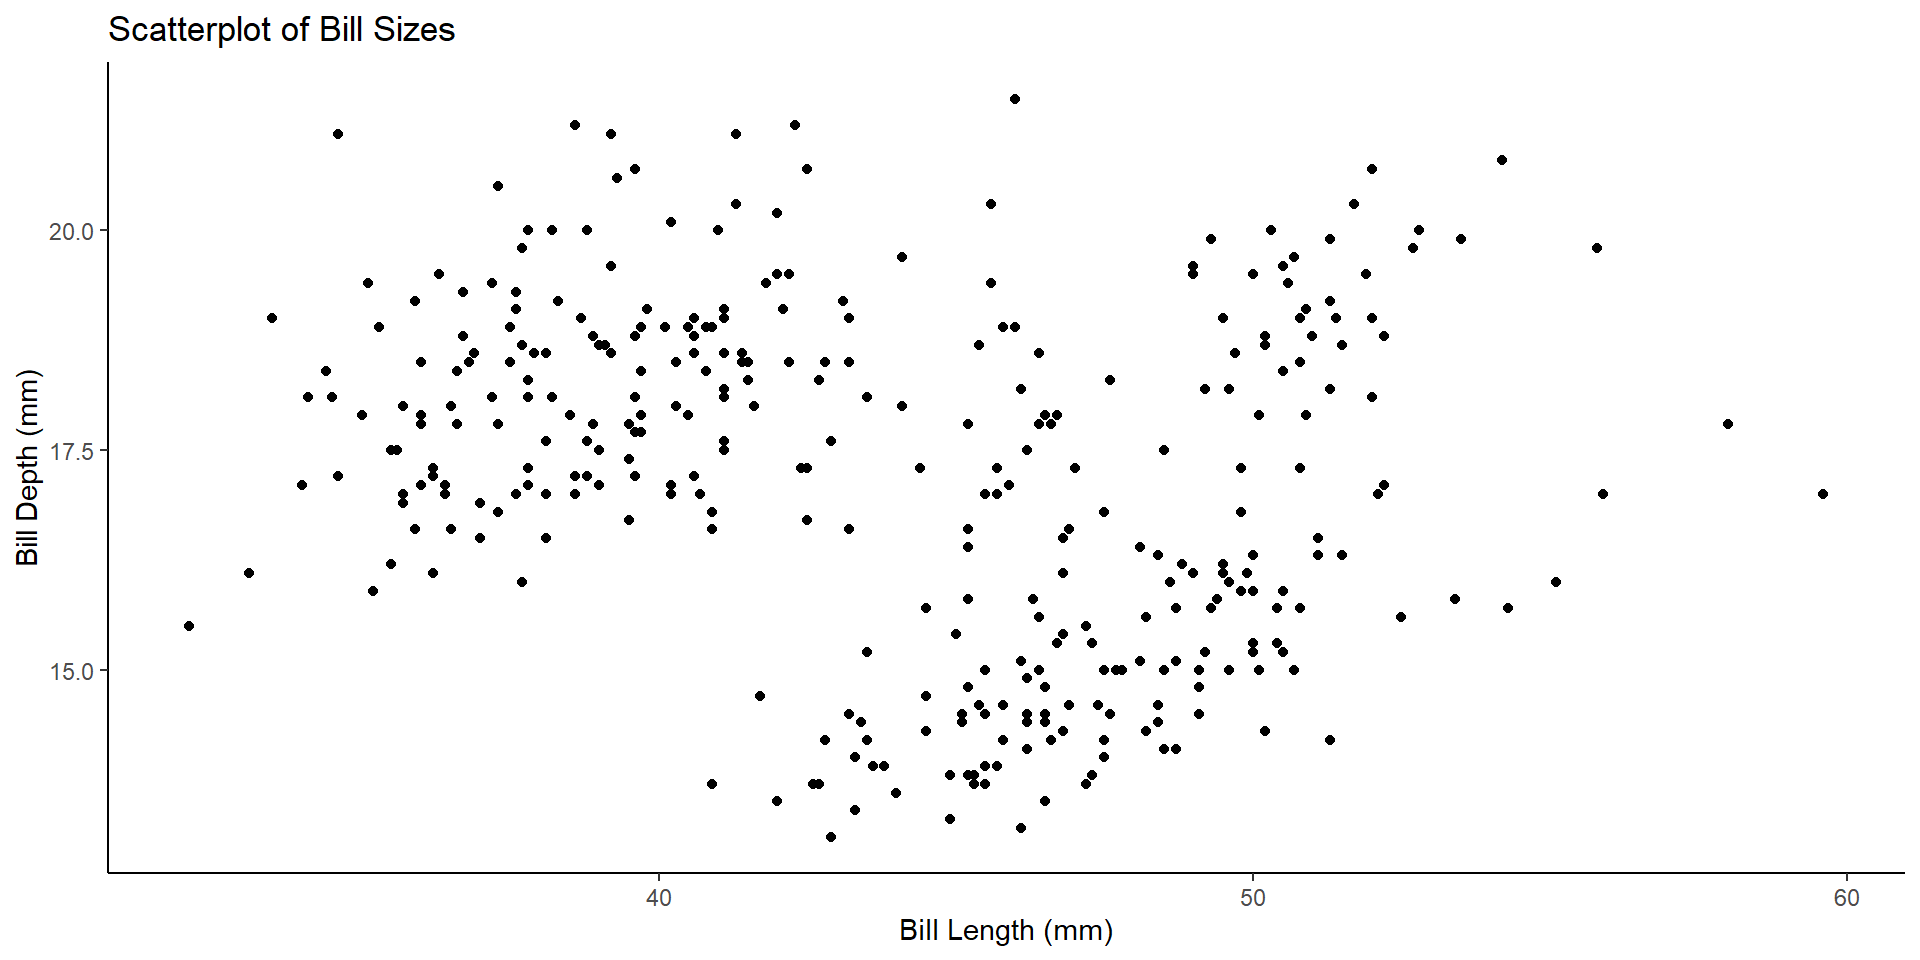 Scatterplot of Bill Sizes
Bill Depth (mm)
20.0
17.5
15.0
40 50 60
Bill Length (mm)